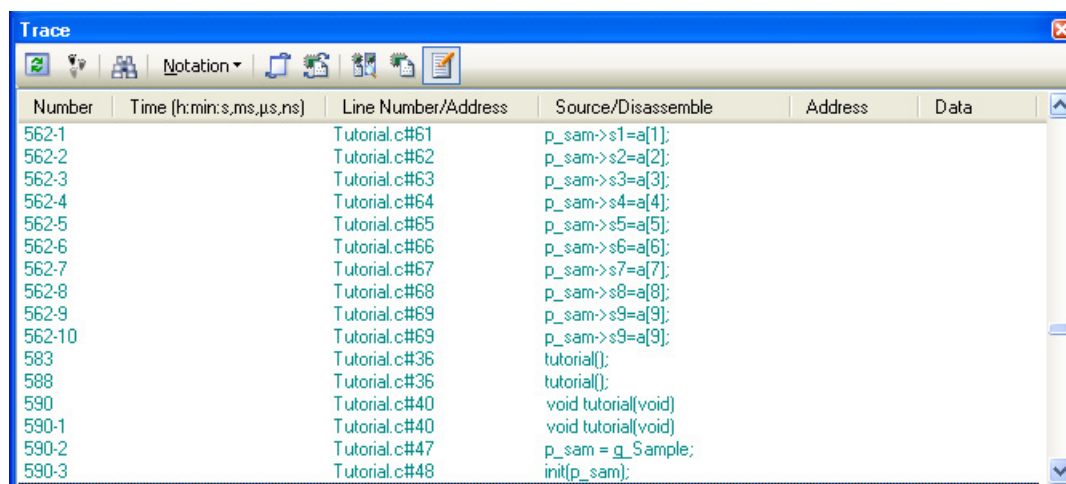 Trace
Notation
Number Time (h:min:s,ms,µs,ns) Line Number/Address Source/Disassemble Address Data
562-1 Tutorial.c#61 p_sam->s1=a[1];
562-2 Tutorial.c#62 p_sam->s2=a[2];
562-3 Tutorial.c#63 p_sam->s3=a[3];
562-4 Tutorial.c#64 p_sam->s4=a[4];
562-5 Tutorial.c#65 p_sam->s5=a[5];
562-6 Tutorial.c#66 p_sam->s6=a[6];
562-7 Tutorial.c#67 p_sam->s7=a[7];
562-8 Tutorial.c#68 p_sam->s8=a[8];
562-9 Tutorial.c#69 p_sam->s9=a[9];
562-10 Tutorial.c#69 p_sam->s9=a[9];
583 Tutorial.c#36 tutorial();
588 Tutorial.c#36 tutorial();
590 Tutorial.c#40 void tutorial(void)
590-1 Tutorial.c#40 void tutorial(void)
590-2 Tutorial.c#47 p_sam = g_Sample;
590-3 Tutorial.c#48 init(p_sam);